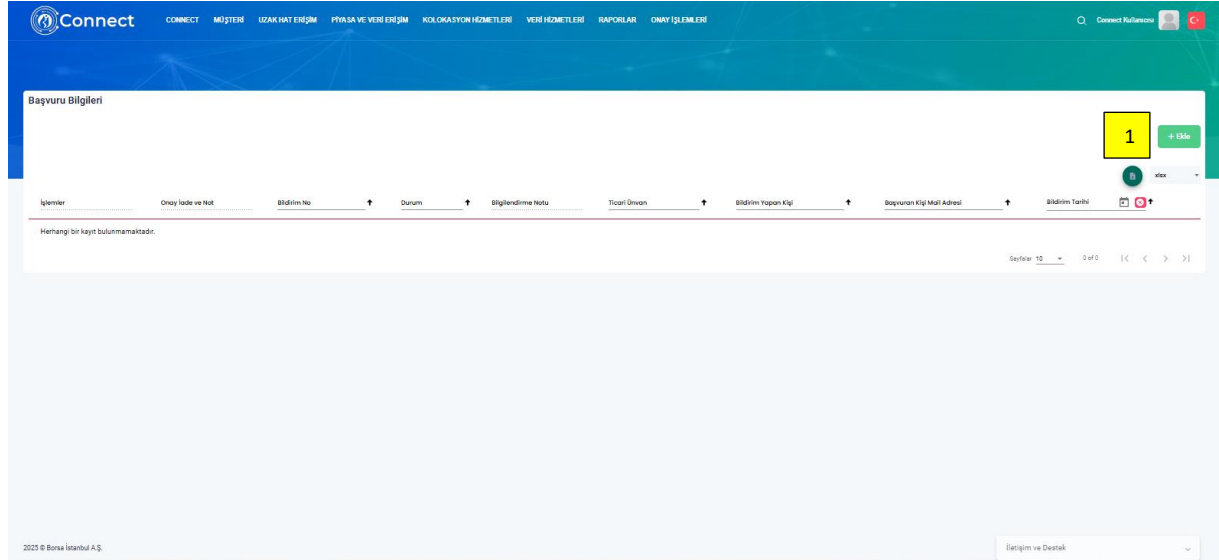 Connect CONNECT MÜŞTERİ UZAK HAT ERİŞİM PİYASA VE VERİ ERİŞİM KOLOKASYON HİZMETLERİ VERİ HİZMETLERİ RAPORLAR ONAY İŞLEMLERİ Connect Kullanıcısı
Başvuru Bilgileri
1 + Ekle
xlsx
İşlemler Onay İade ve Not Bildirim No Durum Bilgilendirme Notu Ticari Ünvan Bildirim Yapan Kişi Başvuran Kişi Mail Adresi Bildirim Tarihi
Herhangi bir kayıt bulunmamaktadır.
Sayfalar 10 0 of 0
2025 © Borsa İstanbul A.Ş. İletişim ve Destek